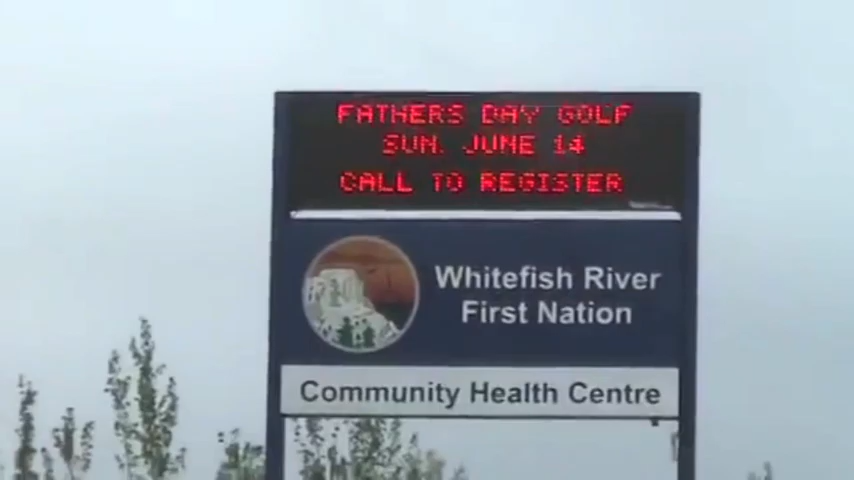 FATHERS DAY GOLF
SUN. JUNE 14
CALL TO REGISTER
Whitefish River
First Nation
Community Health Centre